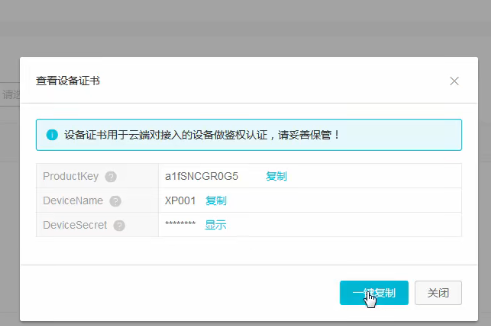 查看设备证书
设备证书用于云端对接入的设备做鉴权认证，请妥善保管！
ProductKey a1fSNCGR0G5 复制
DeviceName XP001 复制
DeviceSecret ******** 显示
一键复制 关闭